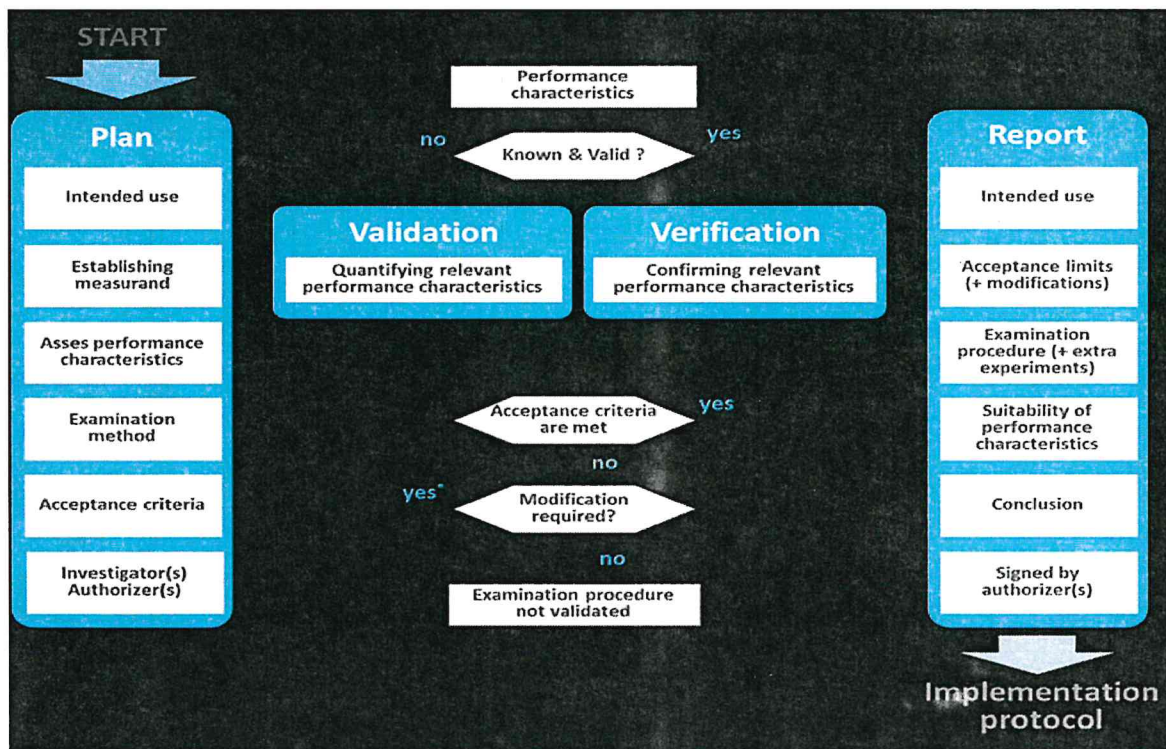 START
Plan
Intended use
Establishing
measurand
Asses performance
characteristics
Examination
method
Acceptance criteria
Investigator(s)
Authorizer(s)
Performance
characteristics
no
yes
Known & Valid ?
Validation
Quantifying relevant
performance characteristics
Verification
Confirming relevant
performance characteristics
Acceptance criteria
are met
yes
no
yes*
Modification
required?
no
Examination procedure
not validated
Report
Intended use
Acceptance limits
(+ modifications)
Examination
procedure (+ extra
experiments)
Suitability of
performance
characteristics
Conclusion
Signed by
authorizer(s)
Implementation
protocol